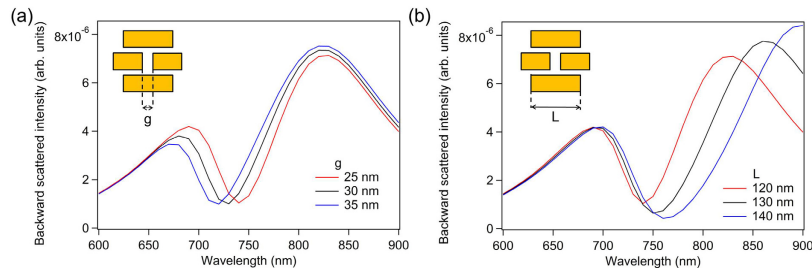 (a)
Backward scattered intensity (arb. units)
8x10-6
6
4
2
0
g
g
25 nm
30 nm
35 nm
600 650 700 750 800 850 900
Wavelength (nm)
(b)
Backward scattered intensity (arb. units)
8x10-6
6
4
2
0
L
L
120 nm
130 nm
140 nm
600 650 700 750 800 850 900
Wavelength (nm)